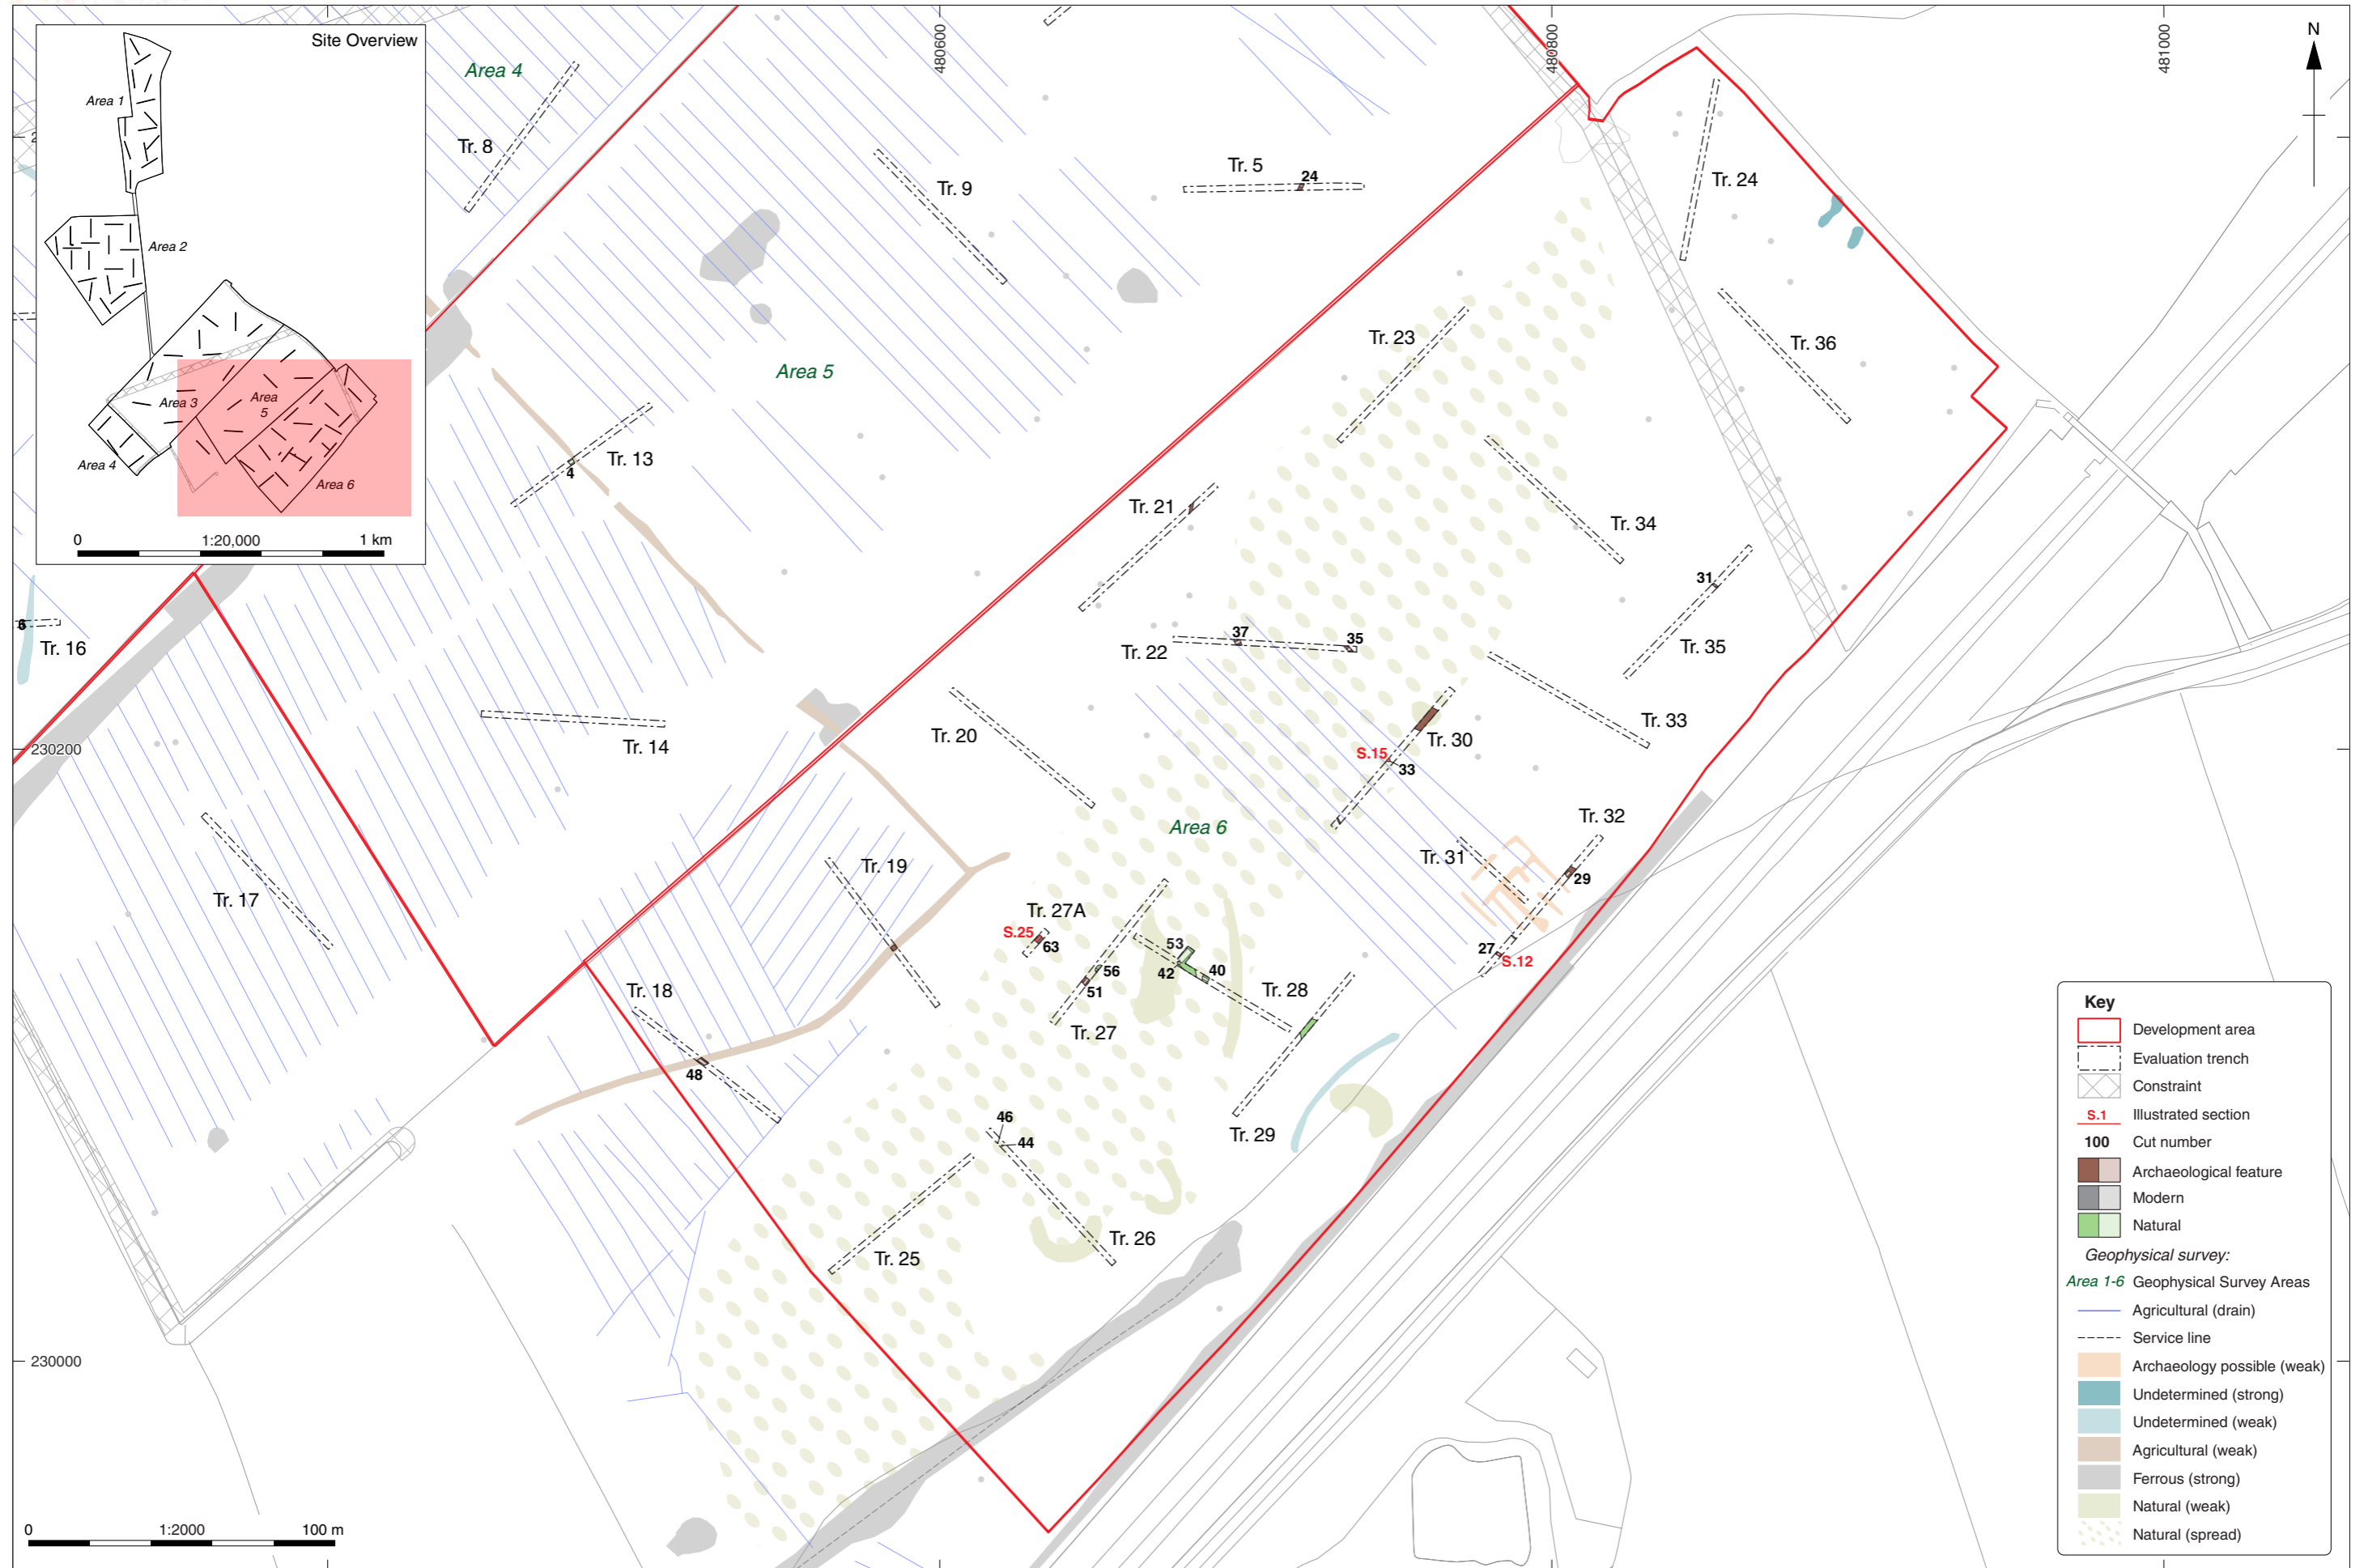 Site Overview
Area 1
Area 2
Area 3
Area 5
Area 4
Area 6
0 1:20,000 1 km
480600
480800
481000
N
230200
230000
Area 4
Tr. 8
Tr. 9
Tr. 5
24
Tr. 24
Tr. 23
Tr. 36
Area 5
Tr. 13
4
Tr. 21
Tr. 34
31
Tr. 35
6
Tr. 16
37
35
Tr. 22
Tr. 33
Tr. 14
Tr. 20
Tr. 30
S.15
33
Area 6
Tr. 32
Tr. 31
29
Tr. 19
Tr. 17
Tr. 27A
S.25
63
53
27
S.12
56
42
40
51
Tr. 28
Tr. 18
Tr. 27
48
46
44
Tr. 29
Tr. 26
Tr. 25
0 1:2000 100 m
Key
Development area
Evaluation trench
Constraint
S.1 Illustrated section
100 Cut number
Archaeological feature
Modern
Natural
Geophysical survey:
Area 1-6 Geophysical Survey Areas
Agricultural (drain)
Service line
Archaeology possible (weak)
Undetermined (strong)
Undetermined (weak)
Agricultural (weak)
Ferrous (strong)
Natural (weak)
Natural (spread)